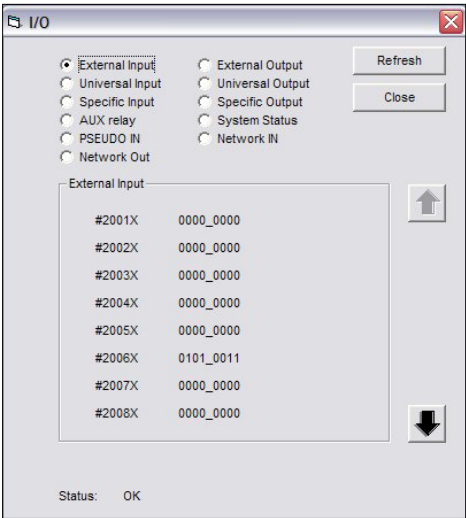 I/O
External Input External Output Refresh
Universal Input Universal Output
Specific Input Specific Output Close
AUX relay System Status
PSEUDO IN Network IN
Network Out
External Input
#2001X 0000_0000
#2002X 0000_0000
#2003X 0000_0000
#2004X 0000_0000
#2005X 0000_0000
#2006X 0101_0011
#2007X 0000_0000
#2008X 0000_0000
Status: OK